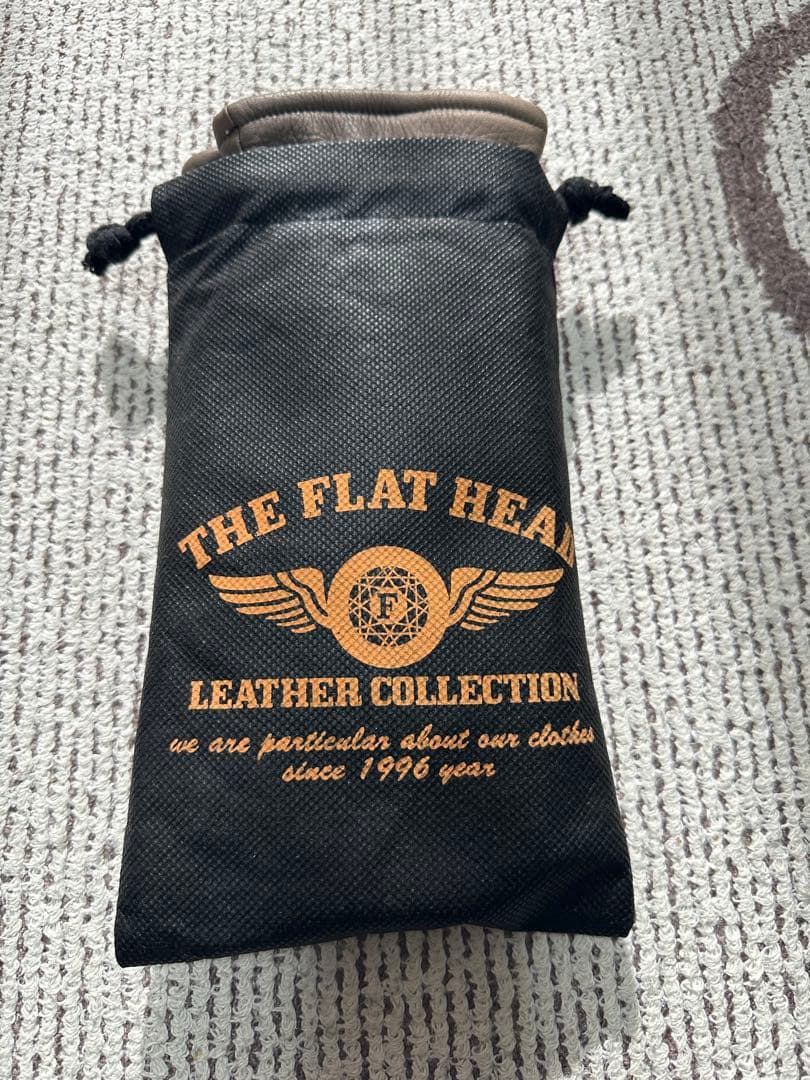 THE FLAT HEAD
F
LEATHER COLLECTION
we are particular about our clothes
since 1996 year